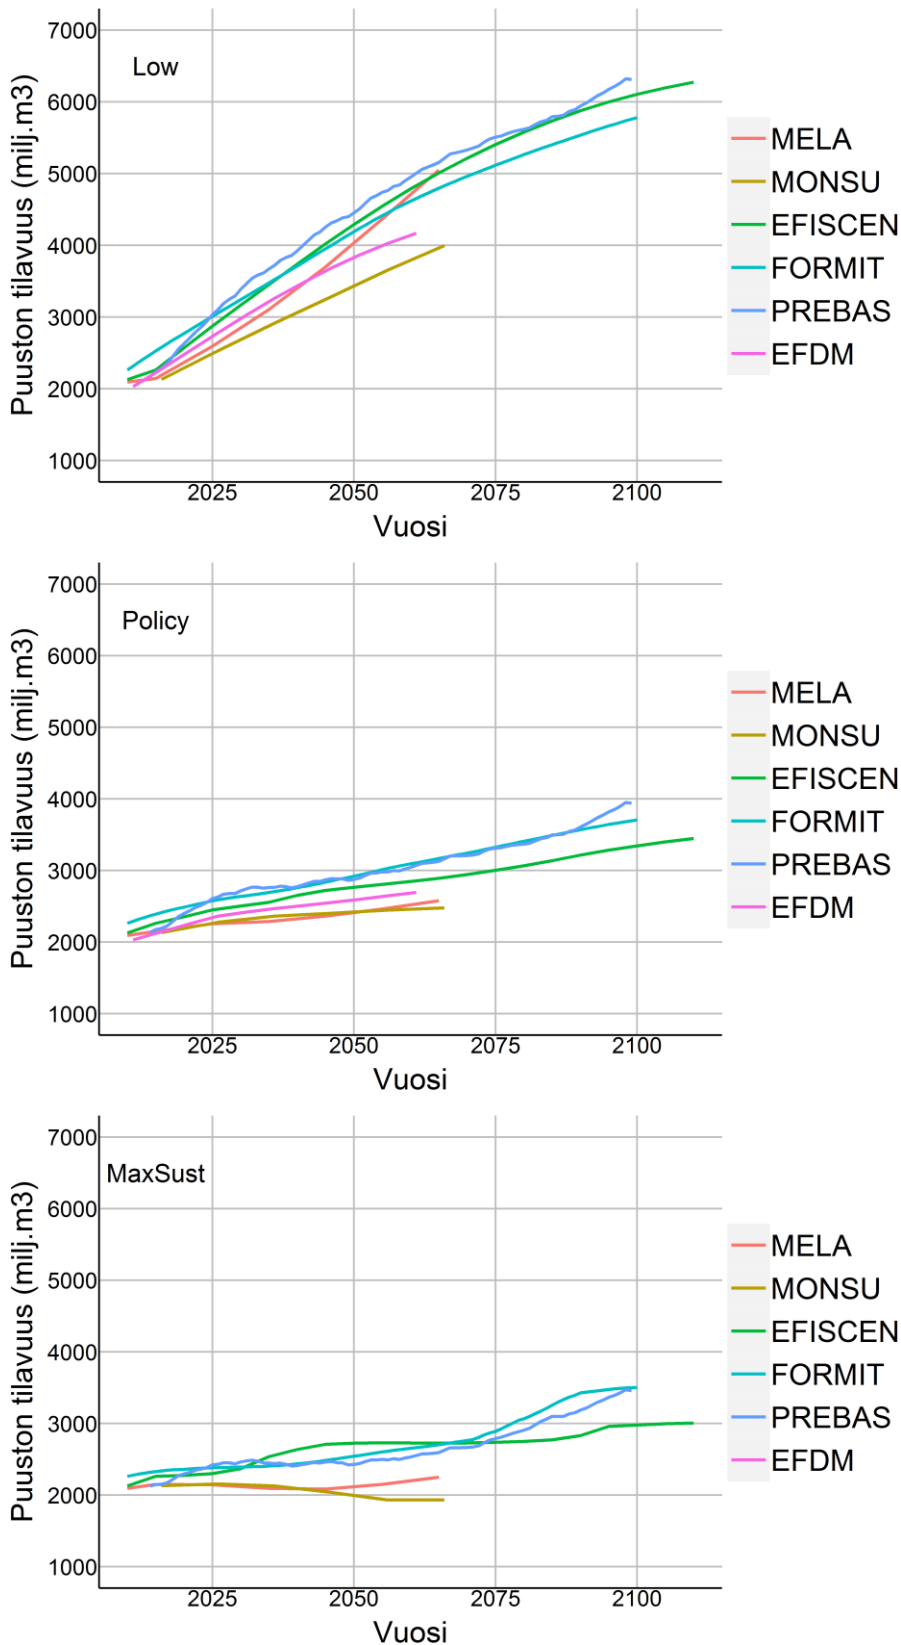 7000
Low
6000
5000
4000
3000
2000
1000
Puuston tilavuus (milj.m3)
2025 2050 2075 2100
Vuosi
MELA
MONSU
EFISCEN
FORMIT
PREBAS
EFDM
7000
Policy
6000
5000
4000
3000
2000
1000
Puuston tilavuus (milj.m3)
2025 2050 2075 2100
Vuosi
MELA
MONSU
EFISCEN
FORMIT
PREBAS
EFDM
7000
MaxSust
6000
5000
4000
3000
2000
1000
Puuston tilavuus (milj.m3)
2025 2050 2075 2100
Vuosi
MELA
MONSU
EFISCEN
FORMIT
PREBAS
EFDM